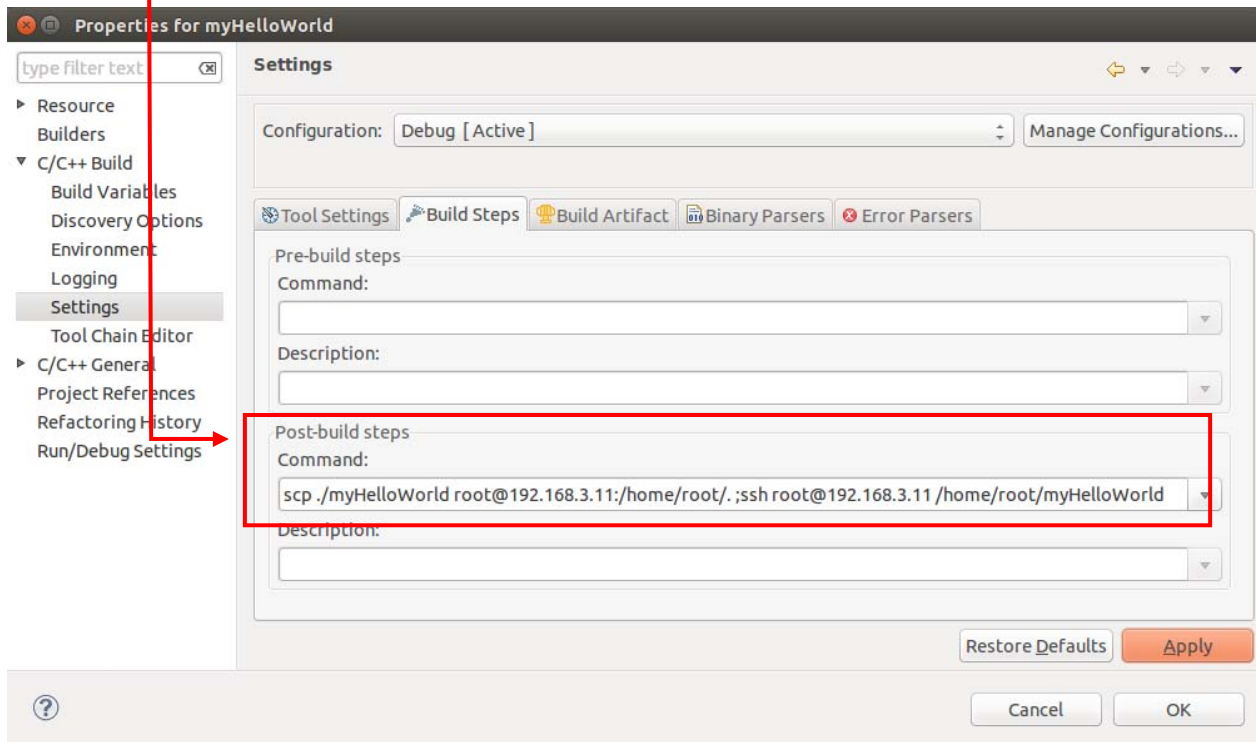 Properties for myHelloWorld
type filter text
Settings
Resource
Builders
C/C++ Build
Build Variables
Discovery Options
Environment
Logging
Settings
Tool Chain Editor
C/C++ General
Project References
Refactoring History
Run/Debug Settings
Configuration: Debug [ Active ] Manage Configurations...
Tool Settings Build Steps Build Artifact Binary Parsers Error Parsers
Pre-build steps
Command:
Description:
Post-build steps
Command:
scp ./myHelloWorld root@192.168.3.11:/home/root/. ;ssh root@192.168.3.11 /home/root/myHelloWorld
Description:
Restore Defaults Apply
? Cancel OK